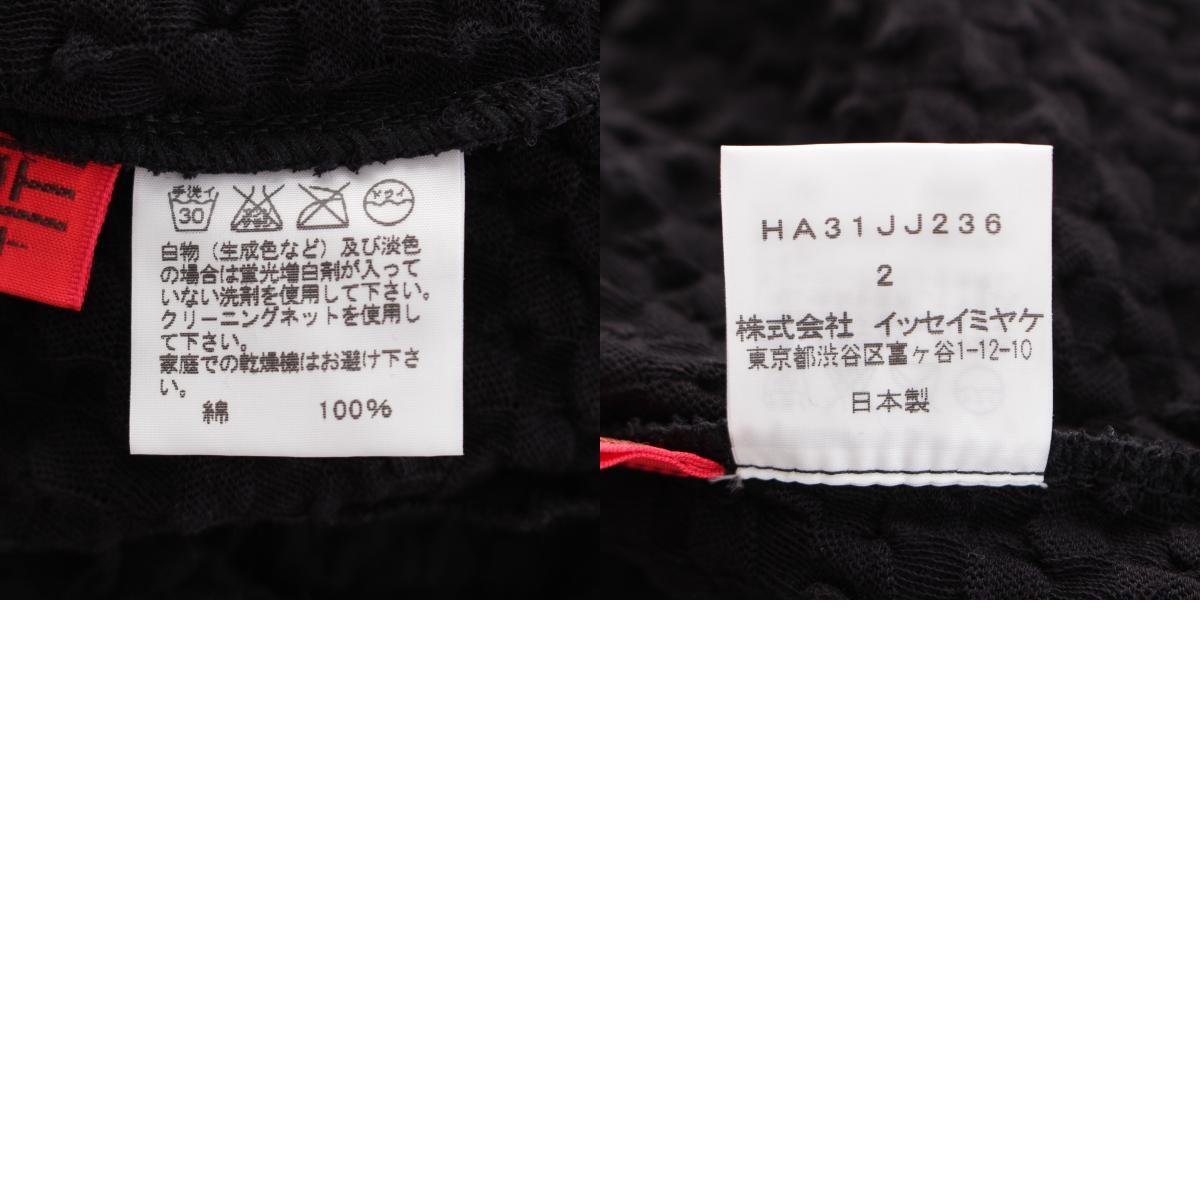 手洗イ
30
ドライ
白物（生成色など）及び淡色
の場合は蛍光増白剤が入って
いない洗剤を使用して下さい。
クリーニングネットを使用し
て下さい。
家庭での乾燥機はお避け下さ
い。
綿 100%
HA31JJ236
2
株式会社 イッセイミヤケ
東京都渋谷区富ヶ谷1-12-10
日本製